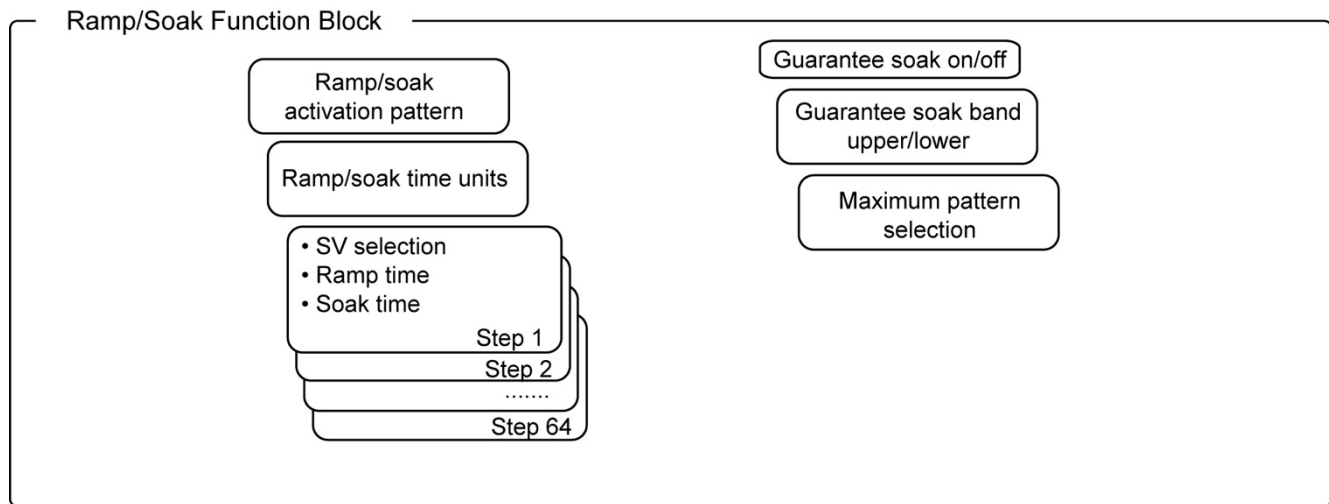 Ramp/Soak Function Block
Ramp/soak
activation pattern
Ramp/soak time units
• SV selection
• Ramp time
• Soak time
Step 1
Step 2
.......
Step 64
Guarantee soak on/off
Guarantee soak band
upper/lower
Maximum pattern
selection